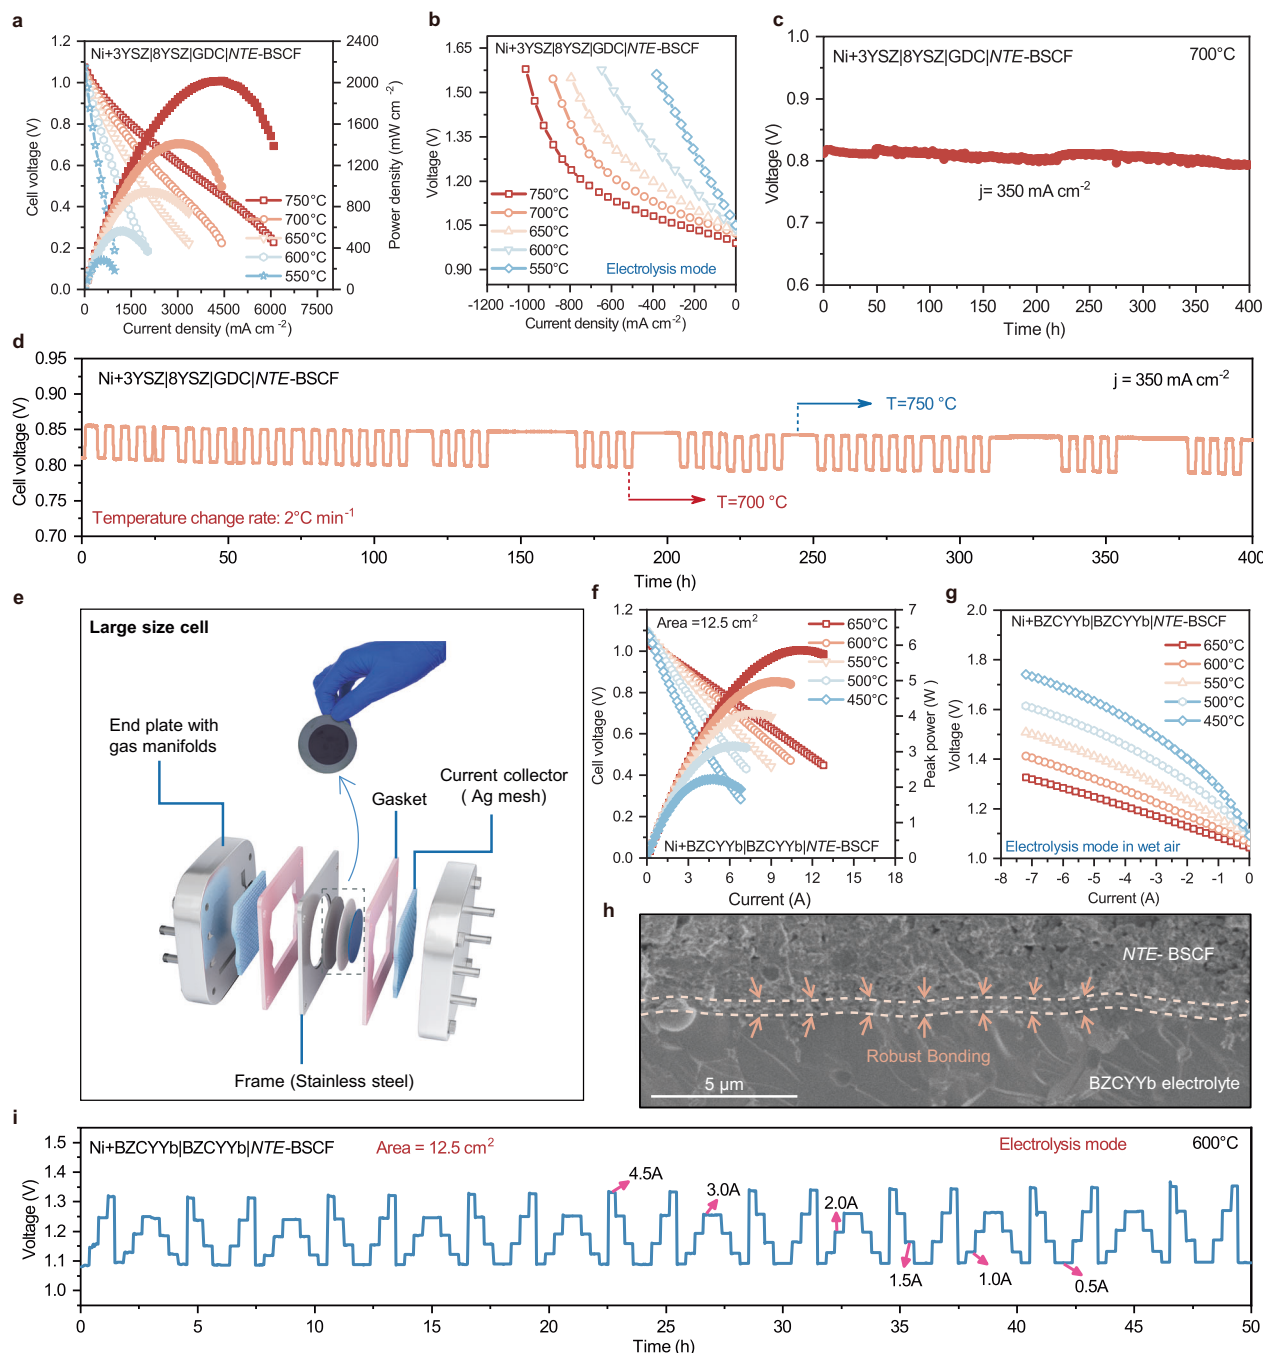 a
Ni+3YSZ|8YSZ|GDC|NTE-BSCF
Cell voltage (V)
1.2
1.0
0.8
0.6
0.4
0.2
0.0
2400
2000
1600
1200
800
400
0
Power density (mW cm -2)
750°C
700°C
650°C
600°C
550°C
0 1500 3000 4500 6000 7500
Current density (mA cm -2)
b
Ni+3YSZ|8YSZ|GDC|NTE-BSCF
Voltage (V)
1.65
1.50
1.35
1.20
1.05
0.90
750°C
700°C
650°C
600°C
550°C
Electrolysis mode
-1200 -1000 -800 -600 -400 -200 0
Current density (mA cm -2)
c
Ni+3YSZ|8YSZ|GDC|NTE-BSCF 700°C
Voltage (V)
1.0
0.9
0.8
0.7
0.6
j= 350 mA cm-2
0 50 100 150 200 250 300 350 400
Time (h)
d
Ni+3YSZ|8YSZ|GDC|NTE-BSCF j = 350 mA cm-2
Cell voltage (V)
0.95
0.90
0.85
0.80
0.75
0.70
T=750 °C
T=700 °C
Temperature change rate: 2°C min-1
0 50 100 150 200 250 300 350 400
Time (h)
e
Large size cell
End plate with
gas manifolds
Current collector
( Ag mesh)
Gasket
Frame (Stainless steel)
f
Area =12.5 cm2
Cell voltage (V)
1.2
1.0
0.8
0.6
0.4
0.2
0.0
7
6
5
4
3
2
1
0
Peak power (W )
650°C
600°C
550°C
500°C
450°C
Ni+BZCYYb|BZCYYb|NTE-BSCF
0 3 6 9 12 15 18
Current (A)
g
Ni+BZCYYb|BZCYYb|NTE-BSCF
Voltage (V)
2.0
1.8
1.6
1.4
1.2
1.0
650°C
600°C
550°C
500°C
450°C
Electrolysis mode in wet air
-8 -7 -6 -5 -4 -3 -2 -1 0
Current (A)
h
NTE- BSCF
Robust Bonding
5 μm
BZCYYb electrolyte
i
Ni+BZCYYb|BZCYYb|NTE-BSCF Area = 12.5 cm2 Electrolysis mode 600°C
Voltage (V)
1.5
1.4
1.3
1.2
1.1
1.0
4.5A
3.0A
2.0A
1.5A
1.0A
0.5A
0 5 10 15 20 25 30 35 40 45 50
Time (h)